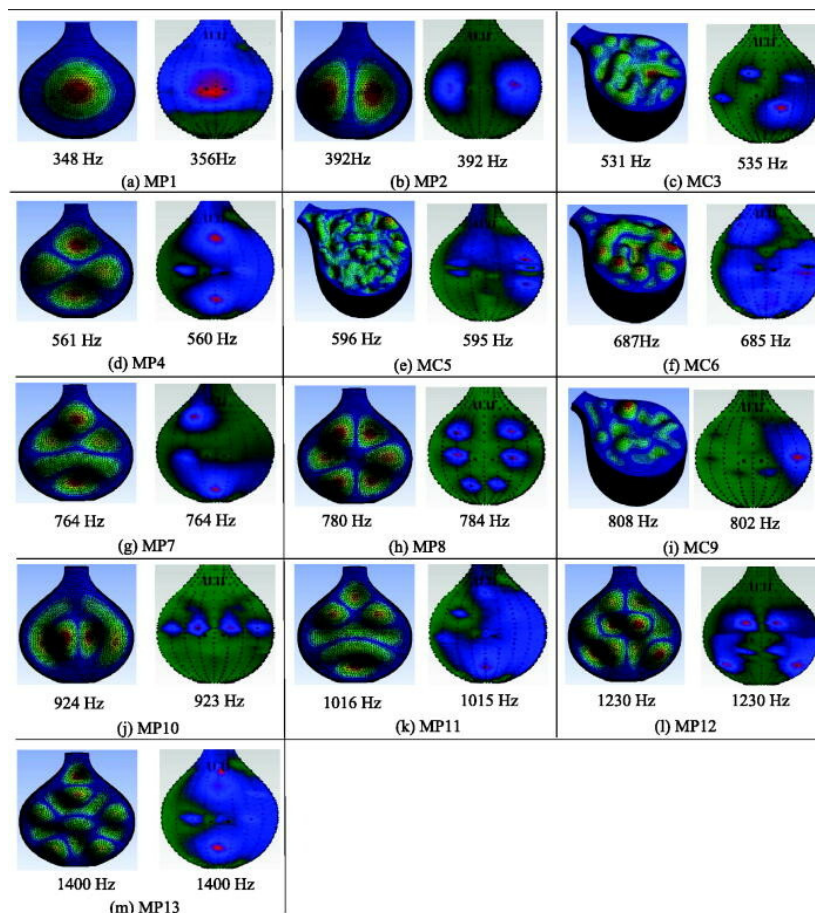 348 Hz 356Hz 392Hz 392 Hz 531 Hz 535 Hz
(a) MP1 (b) MP2 (c) MC3
561 Hz 560 Hz 596 Hz 595 Hz 687Hz 685 Hz
(d) MP4 (e) MC5 (f) MC6
764 Hz 764 Hz 780 Hz 784 Hz 808 Hz 802 Hz
(g) MP7 (h) MP8 (i) MC9
924 Hz 923 Hz 1016 Hz 1015 Hz 1230 Hz 1230 Hz
(j) MP10 (k) MP11 (l) MP12
1400 Hz 1400 Hz
(m) MP13